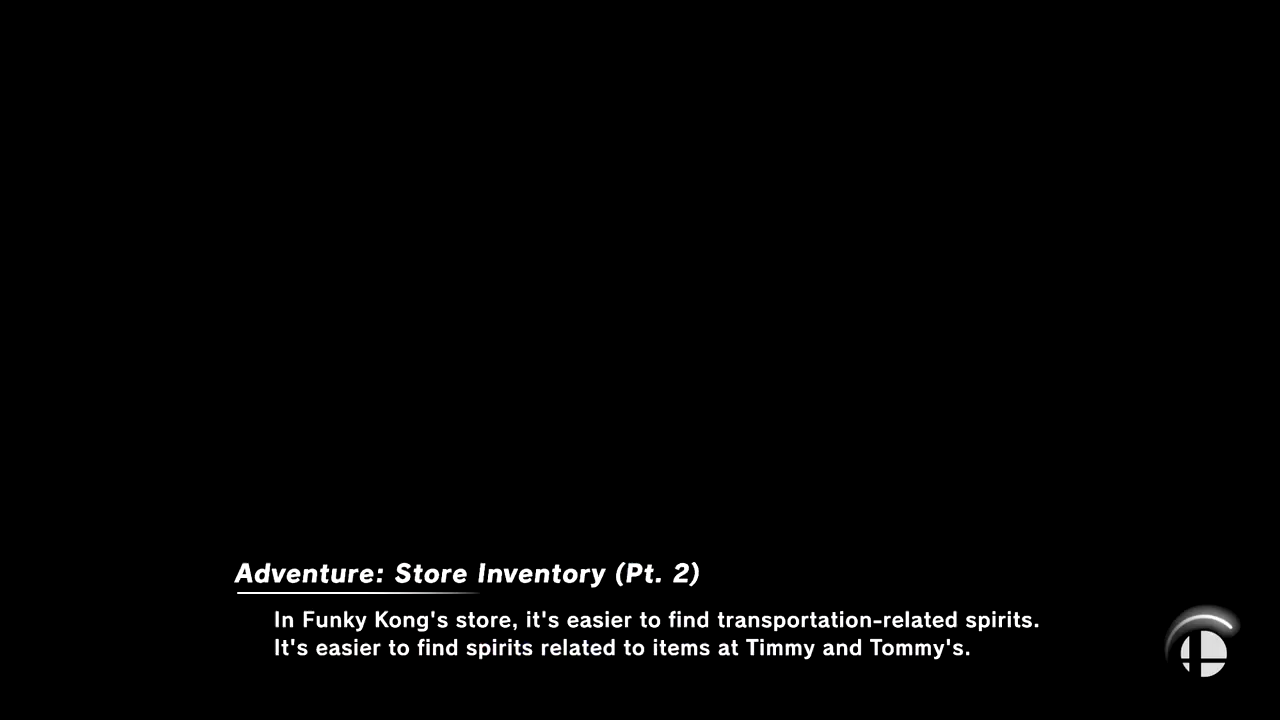 Adventure: Store Inventory (Pt. 2)
In Funky Kong's store, it's easier to find transportation-related spirits.
It's easier to find spirits related to items at Timmy and Tommy's.